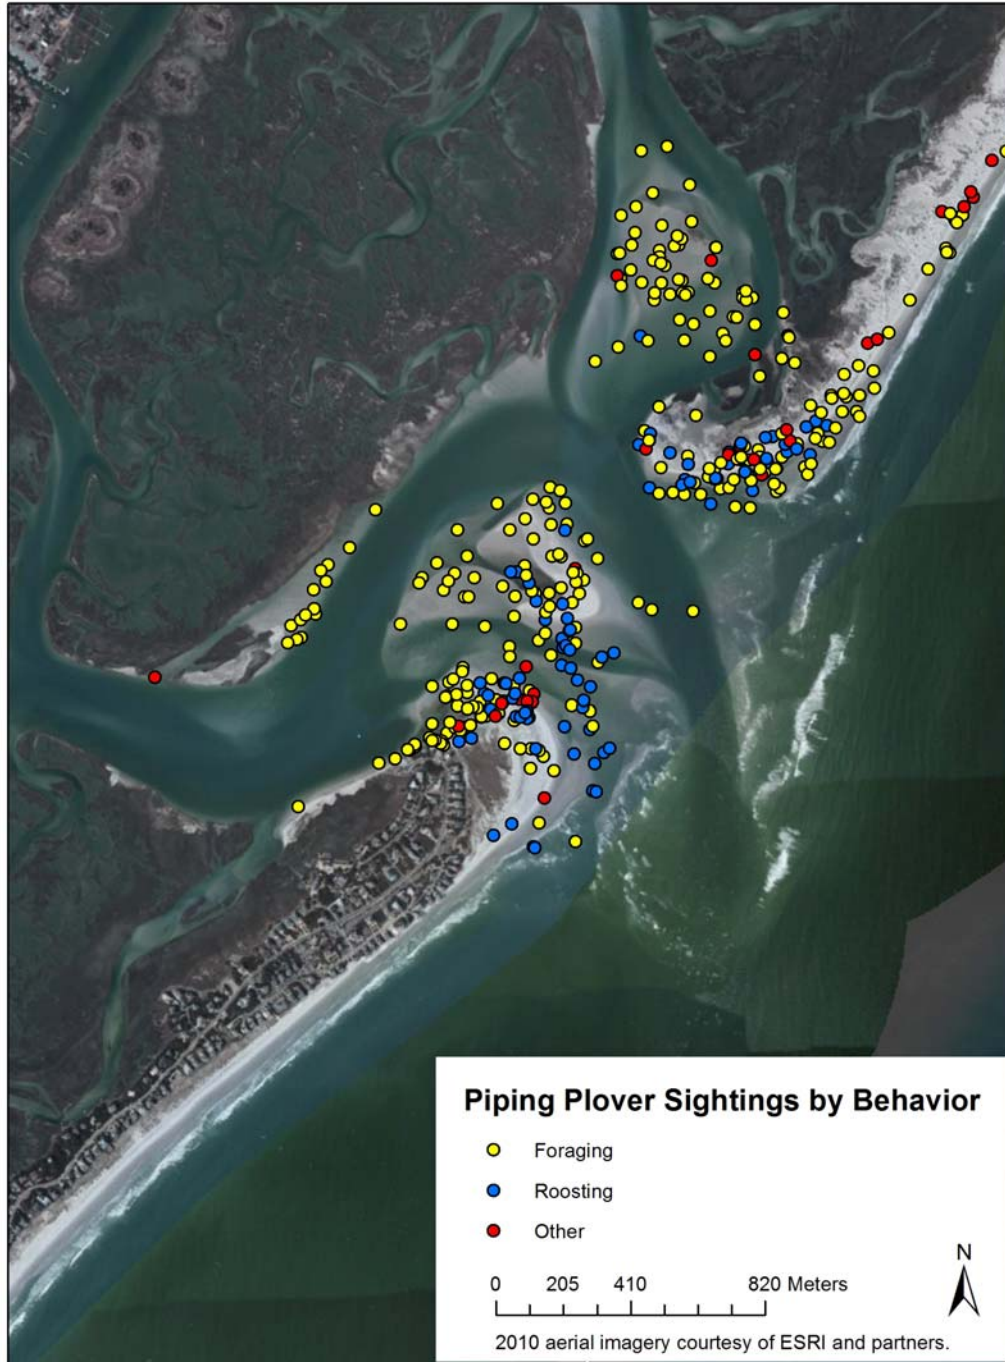 Piping Plover Sightings by Behavior
Foraging
Roosting
Other
N
0 205 410 820 Meters
2010 aerial imagery courtesy of ESRI and partners.